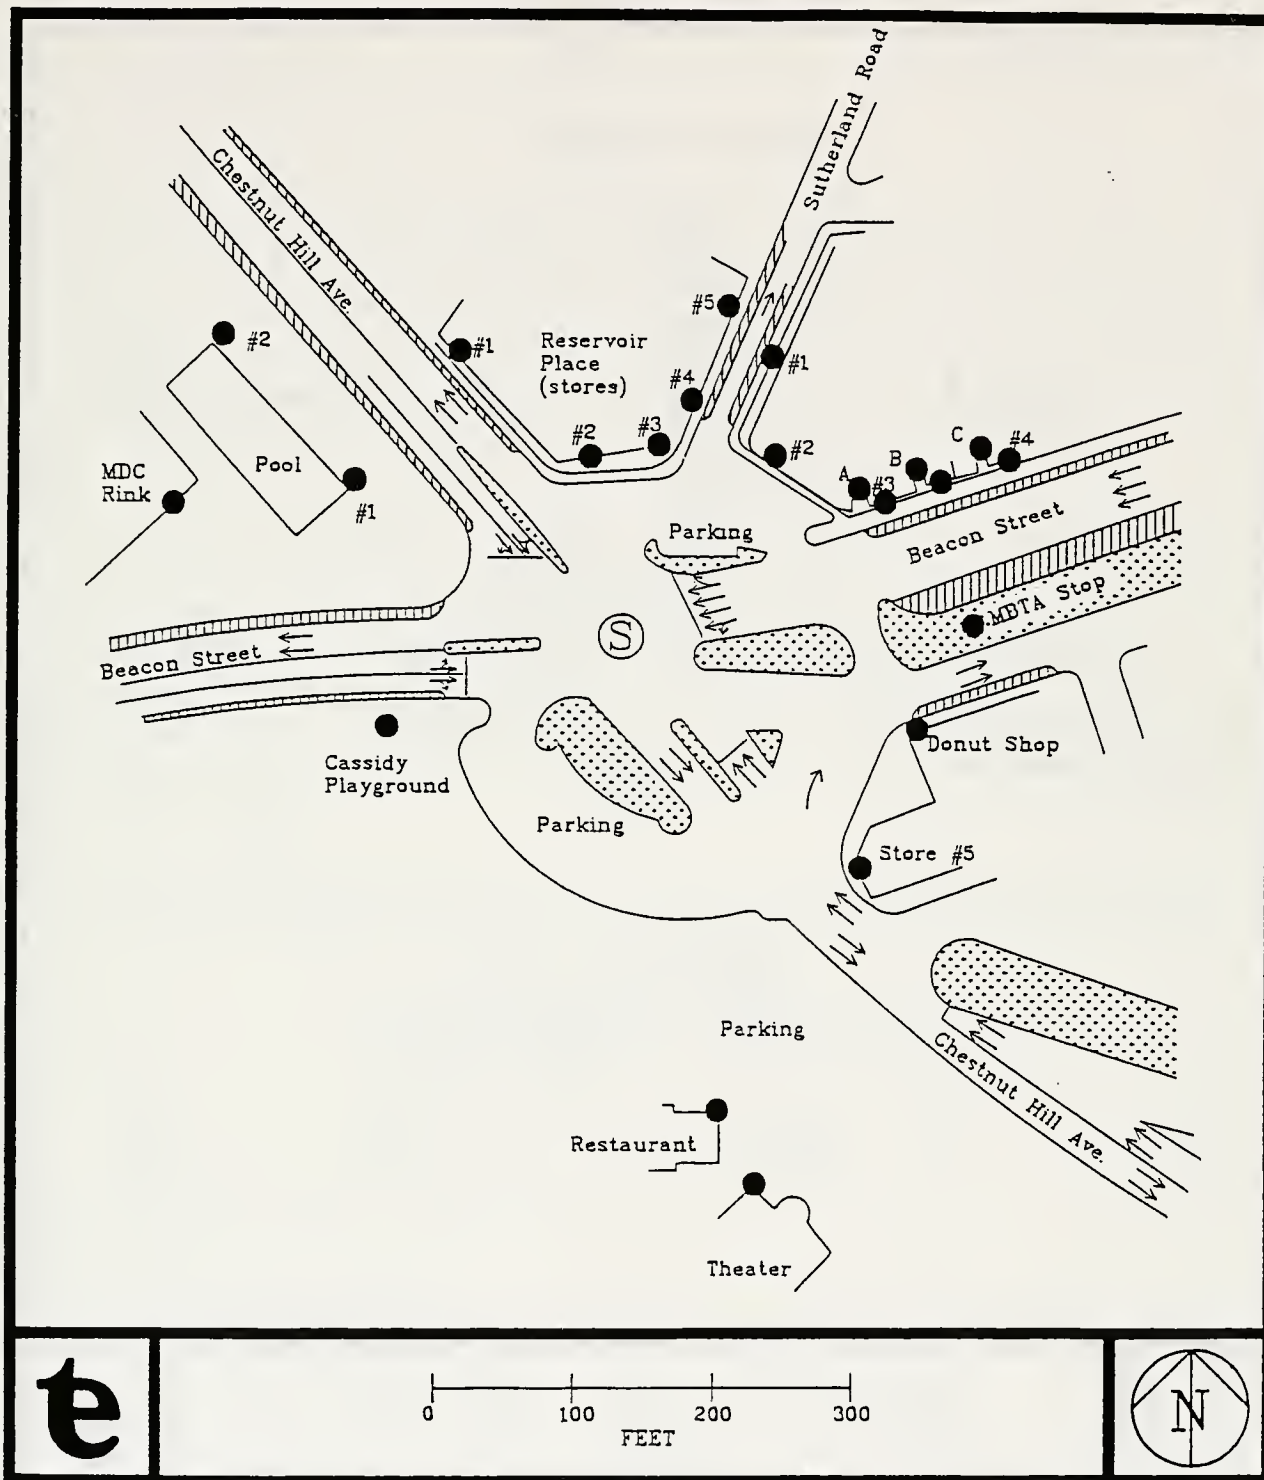 Sutherland Road
Chestnut Hill Ave.
#5
#1
Reservoir
Place
(stores)
#1
#2
#4
#3
#2
#2
C
#4
B
A
#3
Pool
MDC
Rink
#1
Parking
Beacon Street
MBTA Stop
S
Beacon Street
Donut Shop
Cassidy
Playground
Parking
Store #5
Parking
Chestnut Hill Ave.
Restaurant
Theater
te
0 100 200 300
FEET
N